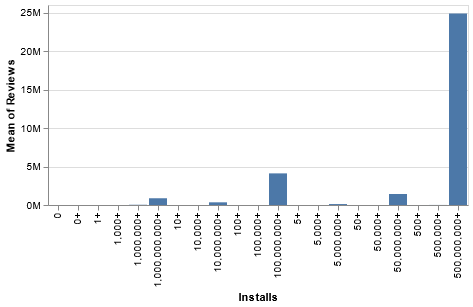 25M
20M
15M
10M
5M
0M
Mean of Reviews
0
0+
1+
1,000+
1,000,000+
1,000,000,000+
10+
10,000+
10,000,000+
100+
100,000+
100,000,000+
5+
5,000+
5,000,000+
50+
50,000+
50,000,000+
500+
500,000+
500,000,000+
Installs